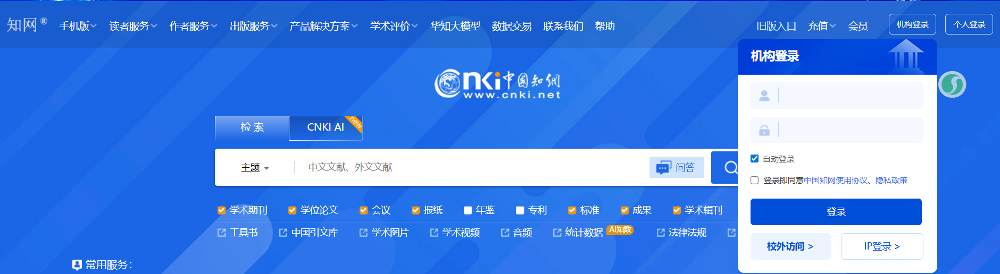 知网® 手机版 读者服务 作者服务 出版服务 产品解决方案 学术评价 华知大模型 数据交易 联系我们 帮助 旧版入口 充值 会员 机构登录 个人登录
机构登录
CNKI中国知網
www.cnki.net
检索 CNKI AI new
主题 中文文献、外文文献 问答
自动登录
登录即同意中国知网使用协议、隐私政策
学术期刊 学位论文 会议 报纸 年鉴 专利 标准 成果 学术辑刊
登录
工具书 中国引文库 学术图片 学术视频 音频 统计数据 AI知数 法律法规
校外访问 > IP登录 >
常用服务: